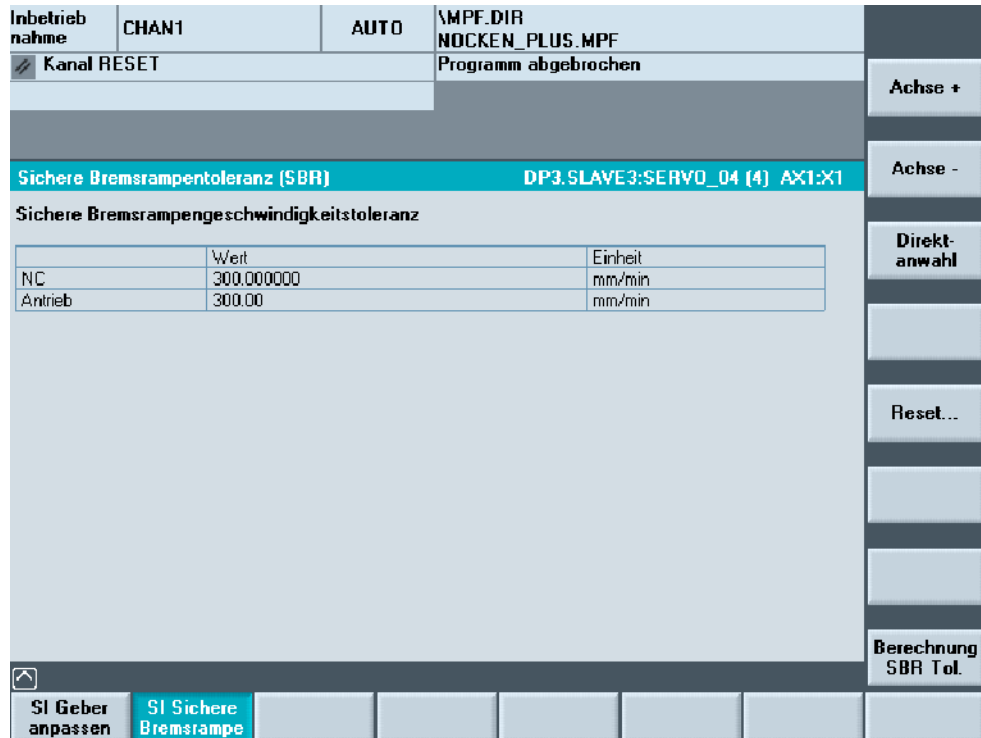 Inbetrieb
nahme
CHAN1
AUTO
\MPF.DIR
NOCKEN_PLUS.MPF
Kanal RESET
Programm abgebrochen
Achse +
Sichere Bremsrampentoleranz (SBR)
DP3.SLAVE3:SERVO_04 (4) AX1:X1
Achse -
Sichere Bremsrampengeschwindigkeitstoleranz
Direkt-
anwahl
Wert
Einheit
NC
300.000000
mm/min
Antrieb
300.00
mm/min
Reset...
Berechnung
SBR Tol.
SI Geber
anpassen
SI Sichere
Bremsrampe